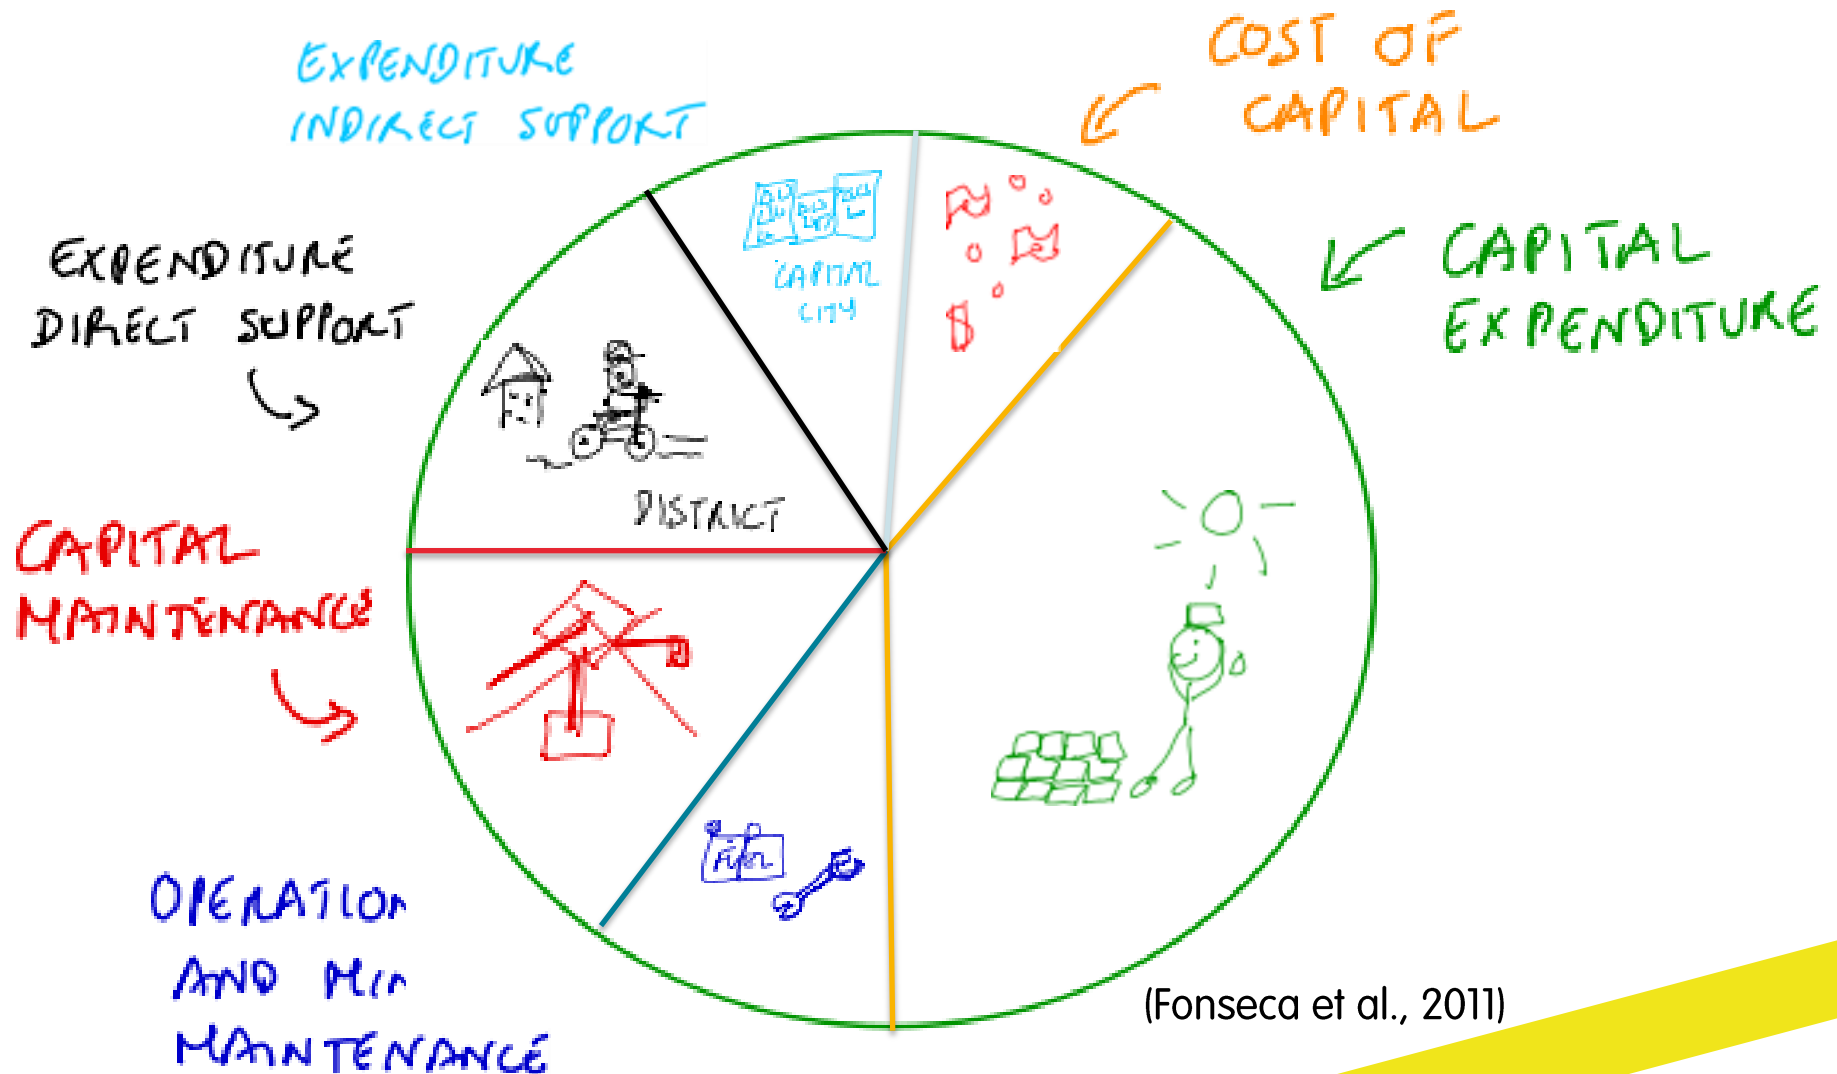 EXPENDITURE
INDIRECT SUPPORT
COST OF
CAPITAL
CAPITAL
EXPENDITURE
EXPENDITURE
DIRECT SUPPORT
CAPITAL
CITY
DISTRICT
CAPITAL
MAINTENANCE
FUEL
OPERATION
AND MIN
MAINTENANCE
(Fonseca et al., 2011)